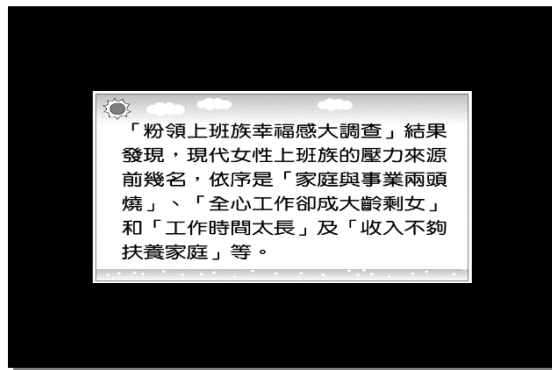 「粉領上班族幸福感大調查」結果
發現，現代女性上班族的壓力來源
前幾名，依序是「家庭與事業兩頭
燒」、「全心工作卻成大齡剩女」
和「工作時間太長」及「收入不夠
扶養家庭」等。